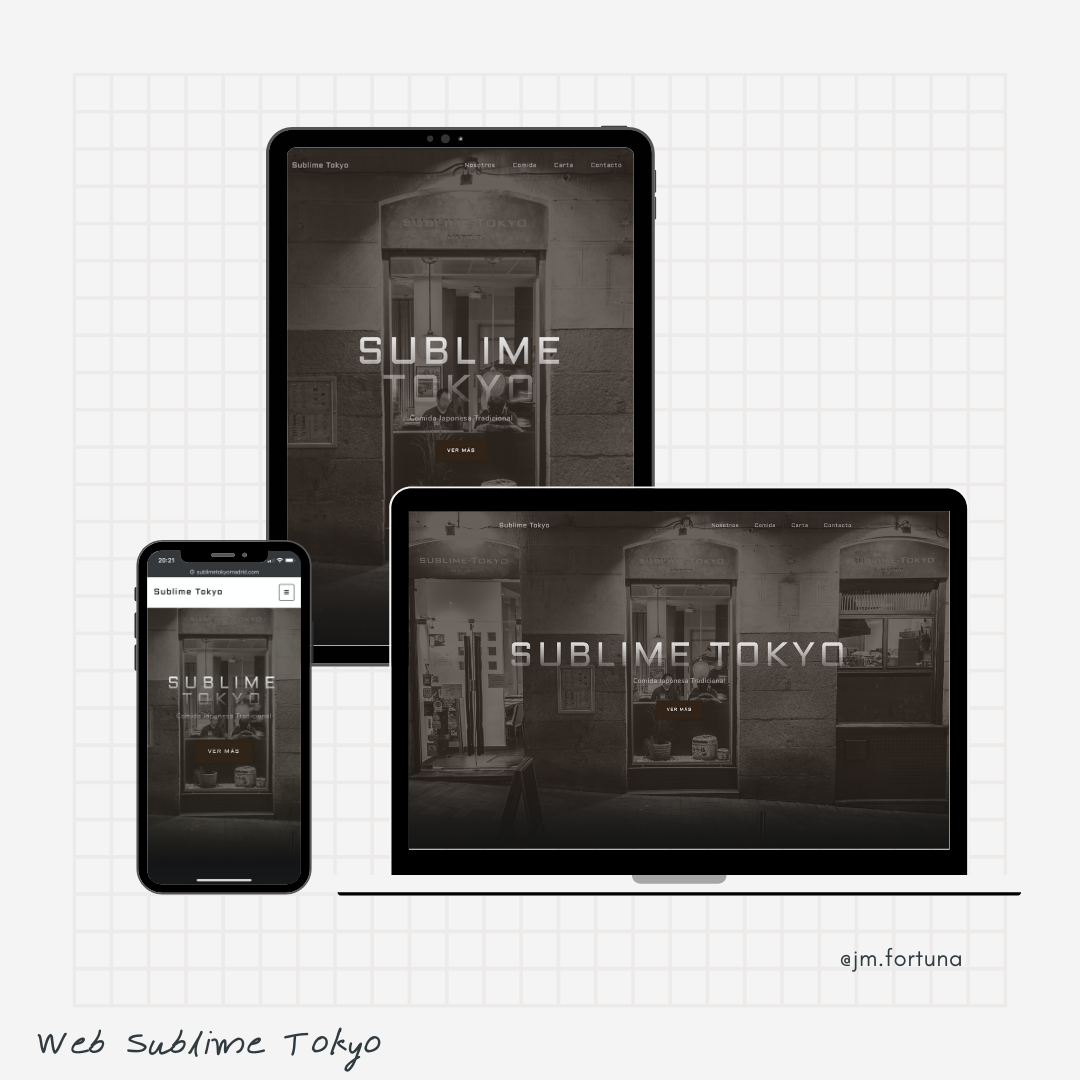 Sublime Tokyo Nosotros Comida Carta Contacto
SUBLIME TOKYO
SUBLIME
TOKYO
Comida Japonesa Tradicional
VER MÁS
Sublime Tokyo Nosotros Comida Carta Contacto
SUBLIME TOKYO SUBLIME TOKYO SUBLIME TOKYO
SUBLIME TOKYO
Comida Japonesa Tradicional
VER MÁS
20:21
sublimetokyomadrid.com
Sublime Tokyo
SUBLIME
TOKYO
Comida Japonesa Tradicional
VER MÁS
@jm.fortuna
Web Sublime Tokyo